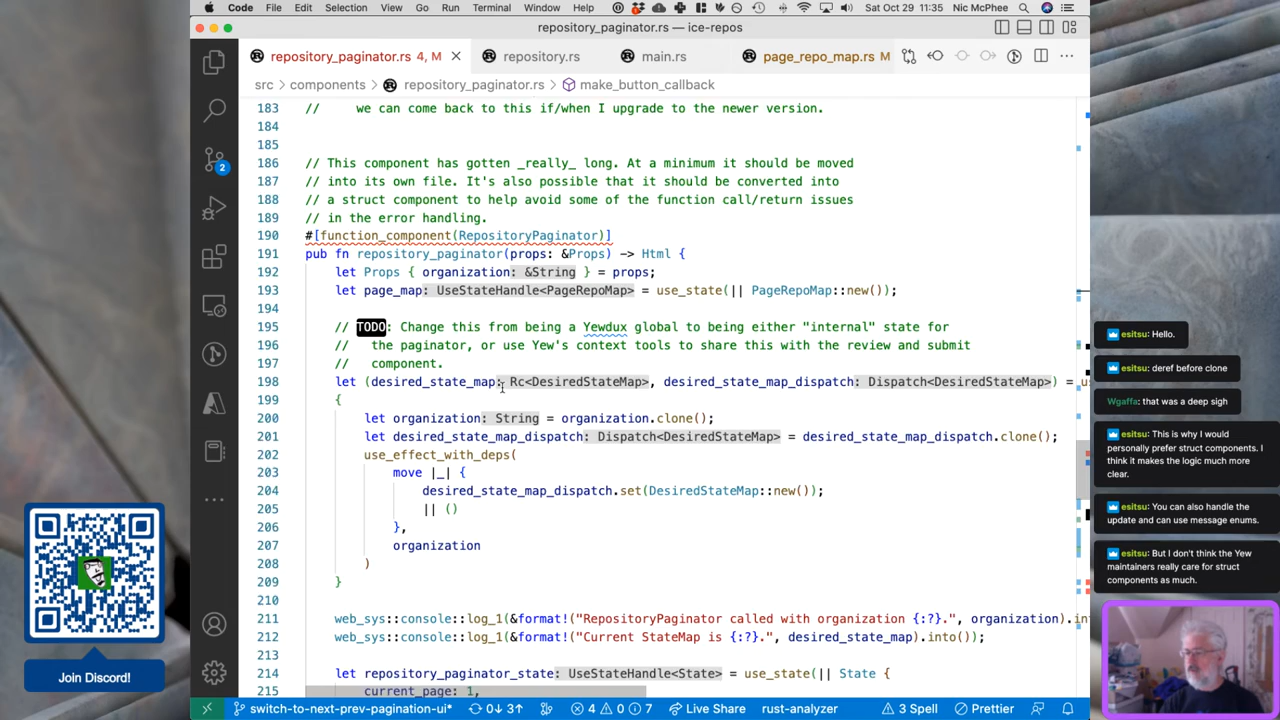 Code File Edit Selection View Go Run Terminal Window Help Sat Oct 29 11:35 Nic McPhee
repository_paginator.rs — ice-repos
repository_paginator.rs 4, M repository.rs main.rs page_repo_map.rs M
src components repository_paginator.rs make_button_callback
183 // we can come back to this if/when I upgrade to the newer version.
184
185
186 // This component has gotten _really_ long. At a minimum it should be moved
187 // into its own file. It's also possible that it should be converted into
188 // a struct component to help avoid some of the function call/return issues
189 // in the error handling.
190 #[function_component(RepositoryPaginator)]
191 pub fn repository_paginator(props: &Props) -> Html {
192 let Props { organization: &String } = props;
193 let page_map: UseStateHandle<PageRepoMap> = use_state(|| PageRepoMap::new());
194
195 // TODO: Change this from being a Yewdux global to being either "internal" state for
196 // the paginator, or use Yew's context tools to share this with the review and submit
197 // component.
198 let (desired_state_map: Rc<DesiredStateMap>, desired_state_map_dispatch: Dispatch<DesiredStateMap>) = u
199 {
200 let organization: String = organization.clone();
201 let desired_state_map_dispatch: Dispatch<DesiredStateMap> = desired_state_map_dispatch.clone();
202 use_effect_with_deps(
203 move |_| {
204 desired_state_map_dispatch.set(DesiredStateMap::new());
205 || ()
206 },
207 organization
208 )
209 }
210
211 web_sys::console::log_1(&format!("RepositoryPaginator called with organization {:?}.", organization).in
212 web_sys::console::log_1(&format!("Current StateMap is {:?}.", desired_state_map).into());
213
214 let repository_paginator_state: UseStateHandle<State> = use_state(|| State {
215 current_page: 1,
2
switch-to-next-prev-pagination-ui* 0↓ 3↑ 4 0 7 Live Share rust-analyzer 3 Spell Prettier
Join Discord!
esitsu: Hello.
esitsu: deref before clone
Wgaffa: that was a deep sigh
esitsu: This is why I would
personally prefer struct components. I
think it makes the logic much more
clear.
esitsu: You can also handle the
update and can use message enums.
esitsu: But I don't think the Yew
maintainers really care for struct
components as much.